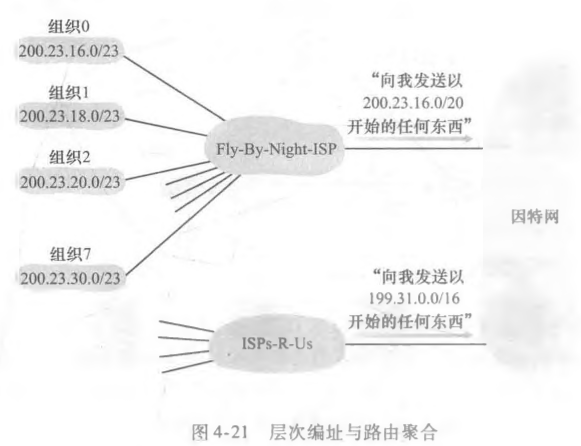 组织0
200.23.16.0/23
组织1
200.23.18.0/23
组织2
200.23.20.0/23
组织7
200.23.30.0/23
Fly-By-Night-ISP
“向我发送以
200.23.16.0/20
开始的任何东西”
因特网
ISPs-R-Us
“向我发送以
199.31.0.0/16
开始的任何东西”
图4-21 层次编址与路由聚合